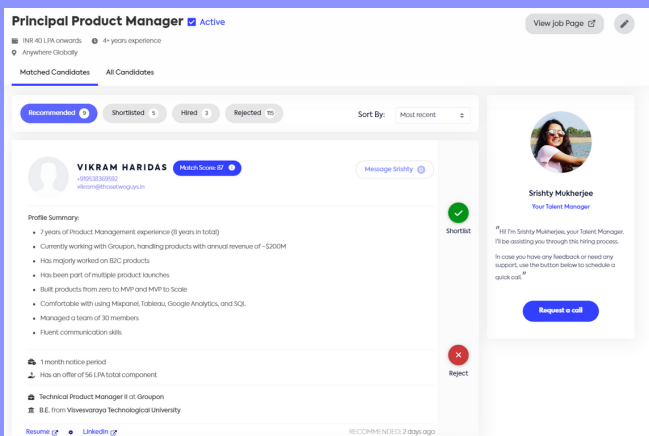 Principal Product Manager Active
View job Page
INR 40 LPA onwards 4+ years experience
Anywhere Globally
Matched Candidates All Candidates
Recommended 9 Shortlisted 5 Hired 3 Rejected 115
Sort By: Most recent
VIKRAM HARIDAS Match Score: 87
Message Srishty
+919538369592
vikram@thosetwoguys.in
Profile Summary:
7 years of Product Management experience (8 years in total)
Currently working with Groupon, handling products with annual revenue of ~$200M
Has majorly worked on B2C products
Has been part of multiple product launches
Built products from zero to MVP and MVP to Scale
Comfortable with using Mixpanel, Tableau, Google Analytics, and SQL.
Managed a team of 30 members
Fluent communication skills
1 month notice period
Has an offer of 56 LPA total component
Technical Product Manager II at Groupon
B.E. from Visvesvaraya Technological University
Resume LinkedIn
RECOMMENDED: 2 days ago
Shortlist
Reject
Srishty Mukherjee
Your Talent Manager
"Hi! I'm Srishty Mukherjee, your Talent Manager.
I'll be assisting you through this hiring process.
In case you have any feedback or need any
support, use the button below to schedule a
quick call."
Request a call